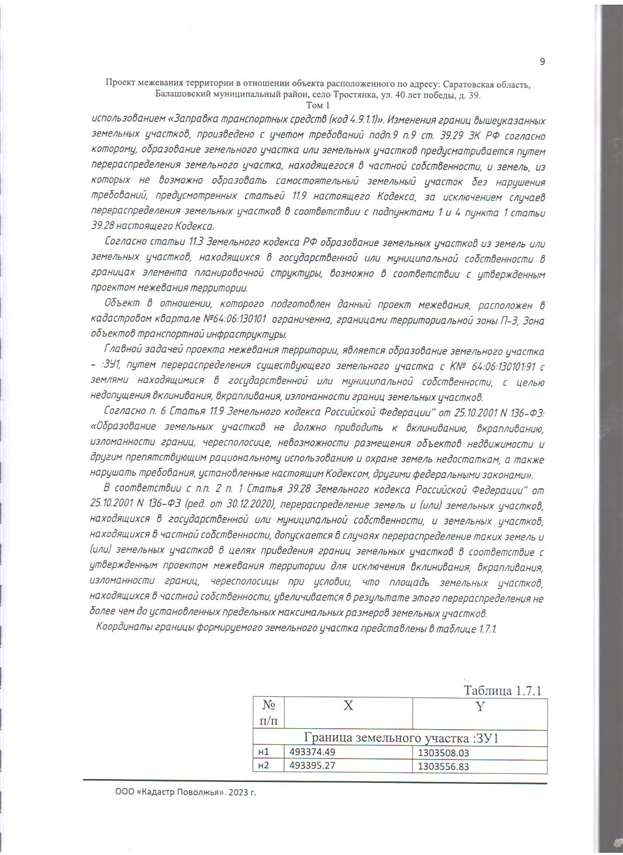 9
Проект межевания территории в отношении объекта расположенного по адресу: Саратовская область,
Балашовский муниципальный район, село Тростянка, ул. 40 лет победы, д. 39.
Том 1
использованием «Заправка транспортных средств (код 4.9.1.1)». Изменения границ вышеуказанных
земельных участков, произведено с учетом требований подп.9 п.9 ст. 39.29 ЗК РФ согласно
которому, образование земельного участка или земельных участков предусматривается путем
перераспределения земельного участка, находящегося в частной собственности, и земель, из
которых не возможно образовать самостоятельный земельный участок без нарушения
требований, предусмотренных статьей 11.9 настоящего Кодекса, за исключением случаев
перераспределения земельных участков в соответствии с подпунктами 1 и 4 пункта 1 статьи
39.28 настоящего Кодекса.
Согласно статьи 11.3 Земельного кодекса РФ образование земельных участков из земель или
земельных участков, находящихся в государственной или муниципальной собственности в
границах элемента планировочной структуры, возможно в соответствии с утвержденным
проектом межевания территории.
Объект в отношении, которого подготовлен данный проект межевания, расположен в
кадастровом квартале №64:06:130101 ограниченна, границами территориальной зоны П-3, Зона
объектов транспортной инфраструктуры.
Главной задачей проекта межевания территории, является образование земельного участка
– :ЗУ1, путем перераспределения существующего земельного участка с К№ 64:06:130101:91 с
землями находящимися в государственной или муниципальной собственности, с целью
недопущения вклинивания, вкрапливания, изломанности границ земельных участков.
Согласно п. 6 Статья 11.9 Земельного кодекса Российской Федерации" от 25.10.2001 N 136-ФЗ:
«Образование земельных участков не должно приводить к вклиниванию, вкрапливанию,
изломанности границ, чересполосице, невозможности размещения объектов недвижимости и
другим препятствующим рациональному использованию и охране земель недостаткам, а также
нарушать требования, установленные настоящим Кодексом, другими федеральными законами».
В соответствии с п.п. 2 п. 1 Статья 39.28 Земельного кодекса Российской Федерации" от
25.10.2001 N 136-ФЗ (ред. от 30.12.2020), перераспределение земель и (или) земельных участков,
находящихся в государственной или муниципальной собственности, и земельных участков,
находящихся в частной собственности, допускается в случаях перераспределение таких земель и
(или) земельных участков в целях приведения границ земельных участков в соответствие с
утвержденным проектом межевания территории для исключения вклинивания, вкрапливания,
изломанности границ, чересполосицы при условии, что площадь земельных участков,
находящихся в частной собственности, увеличивается в результате этого перераспределения не
более чем до установленных предельных максимальных размеров земельных участков.
Координаты границы формируемого земельного участка представлены в таблице 1.7.1.
Таблица 1.7.1
№ п/п X Y
Граница земельного участка :ЗУ1
н1 493374.49 1303508.03
н2 493395.27 1303556.83
ООО «Кадастр Поволжья». 2023 г.